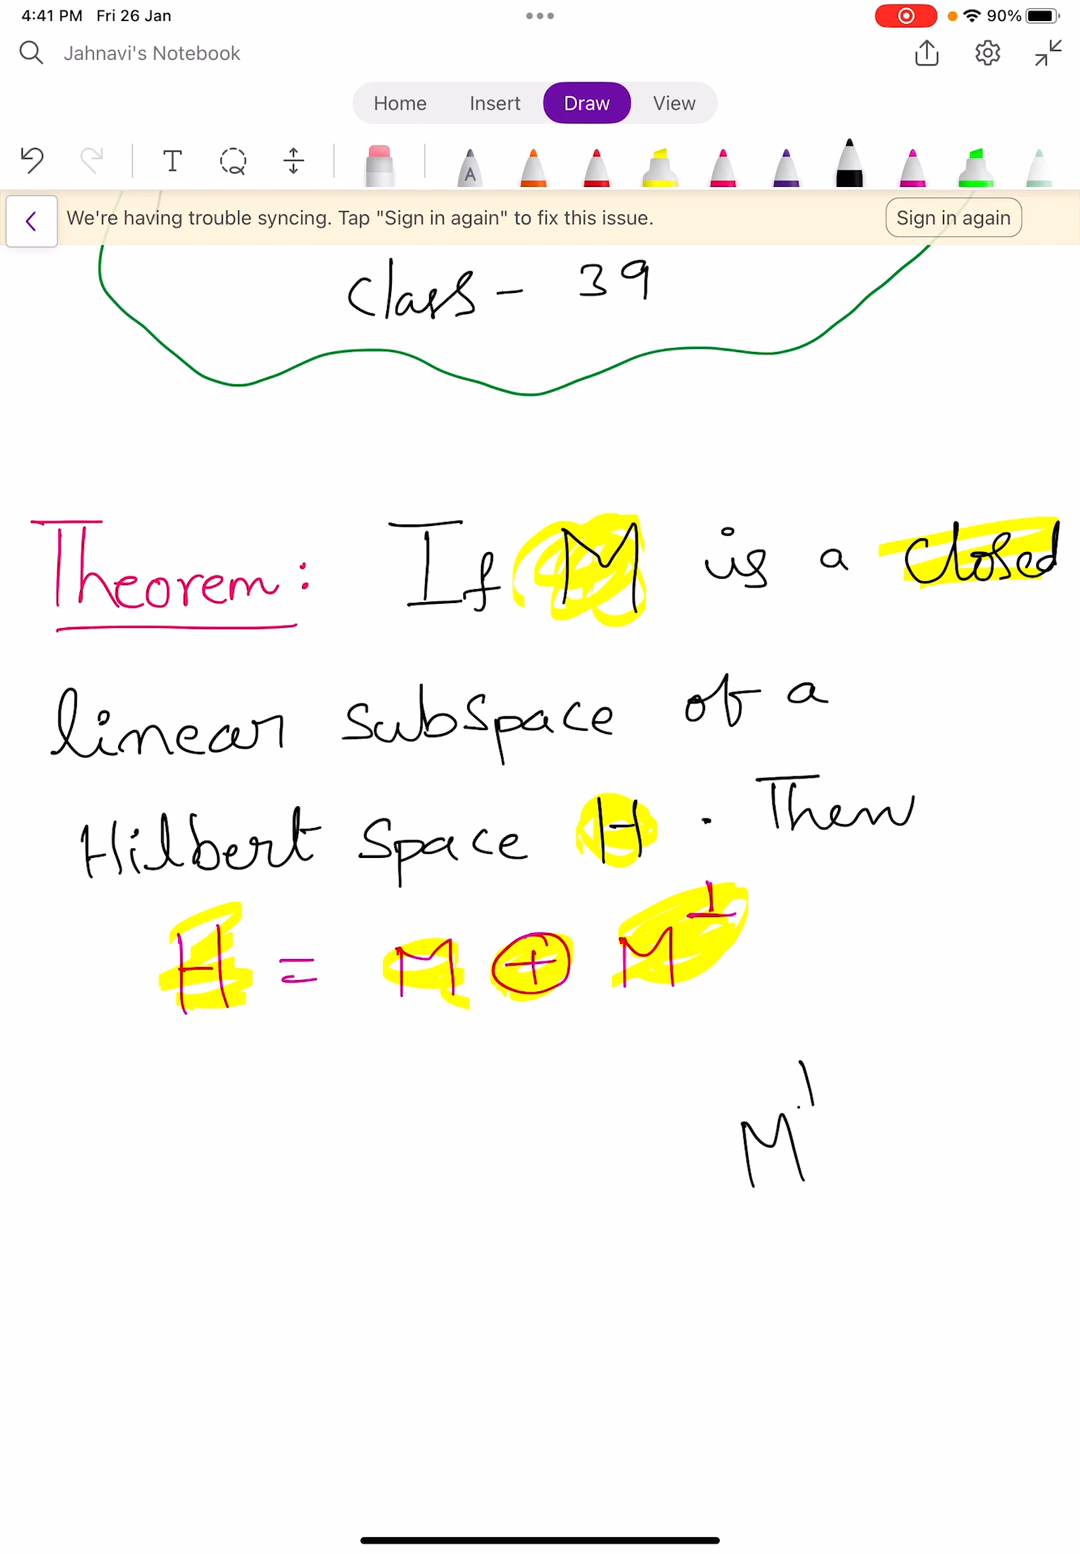 4:41 PM Fri 26 Jan
90%
Jahnavi's Notebook
Home Insert Draw View
T
A
We're having trouble syncing. Tap "Sign in again" to fix this issue.
Sign in again
Class - 39
Theorem: If M is a closed
linear subspace of a
Hilbert Space H. Then
H = M ⊕ M⊥
M